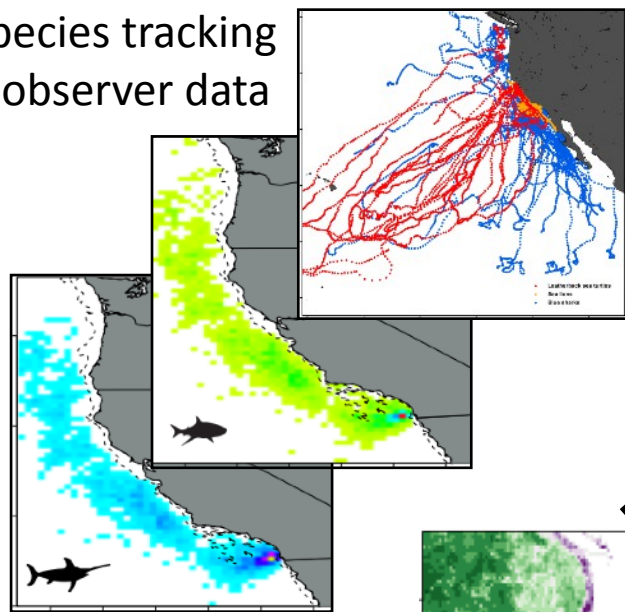 pecies tracking
observer data
Leatherback sea turtles
Sea lions
Blue sharks